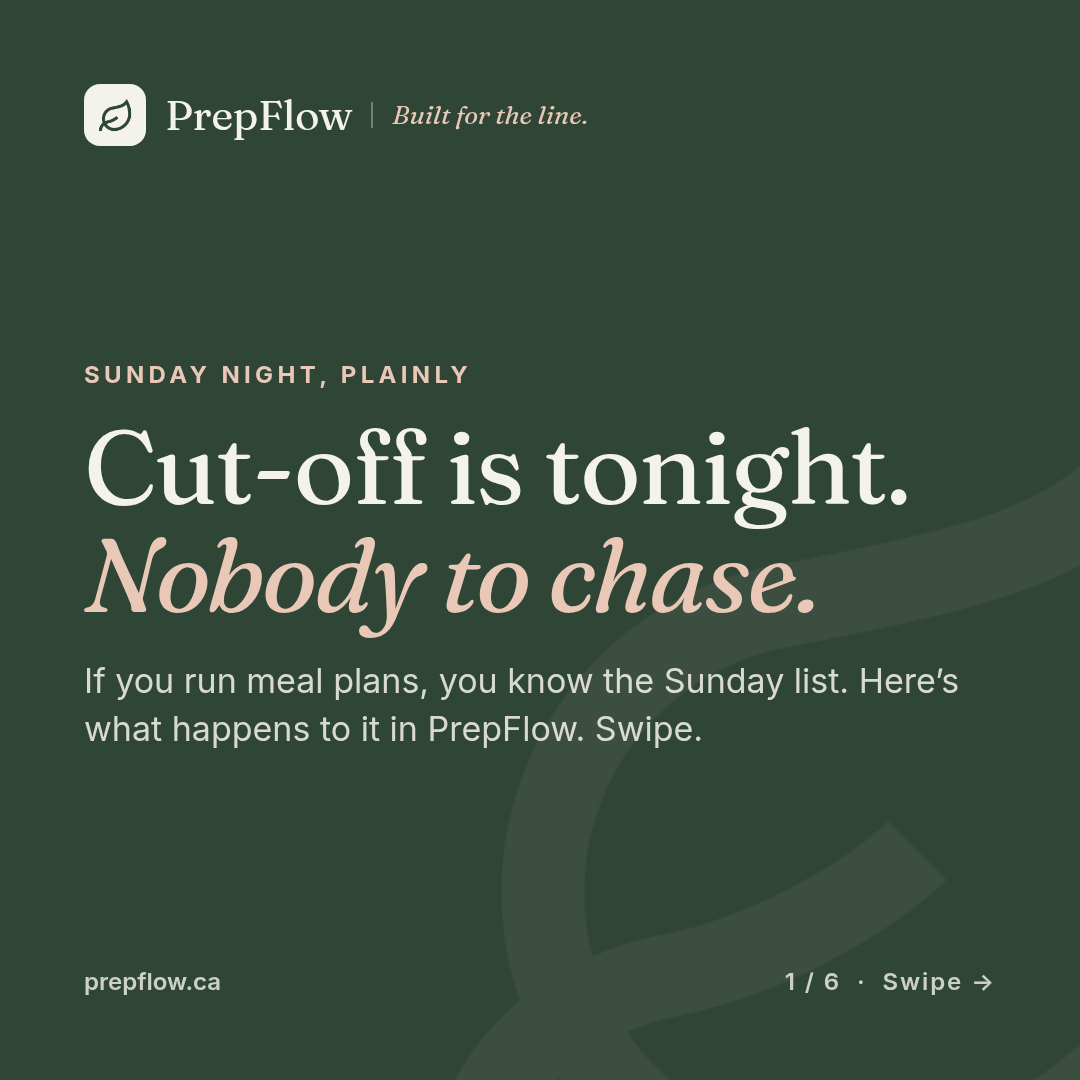 PrepFlow | Built for the line.
SUNDAY NIGHT, PLAINLY
Cut-off is tonight.
Nobody to chase.
If you run meal plans, you know the Sunday list. Here’s
what happens to it in PrepFlow. Swipe.
prepflow.ca
1 / 6 · Swipe →